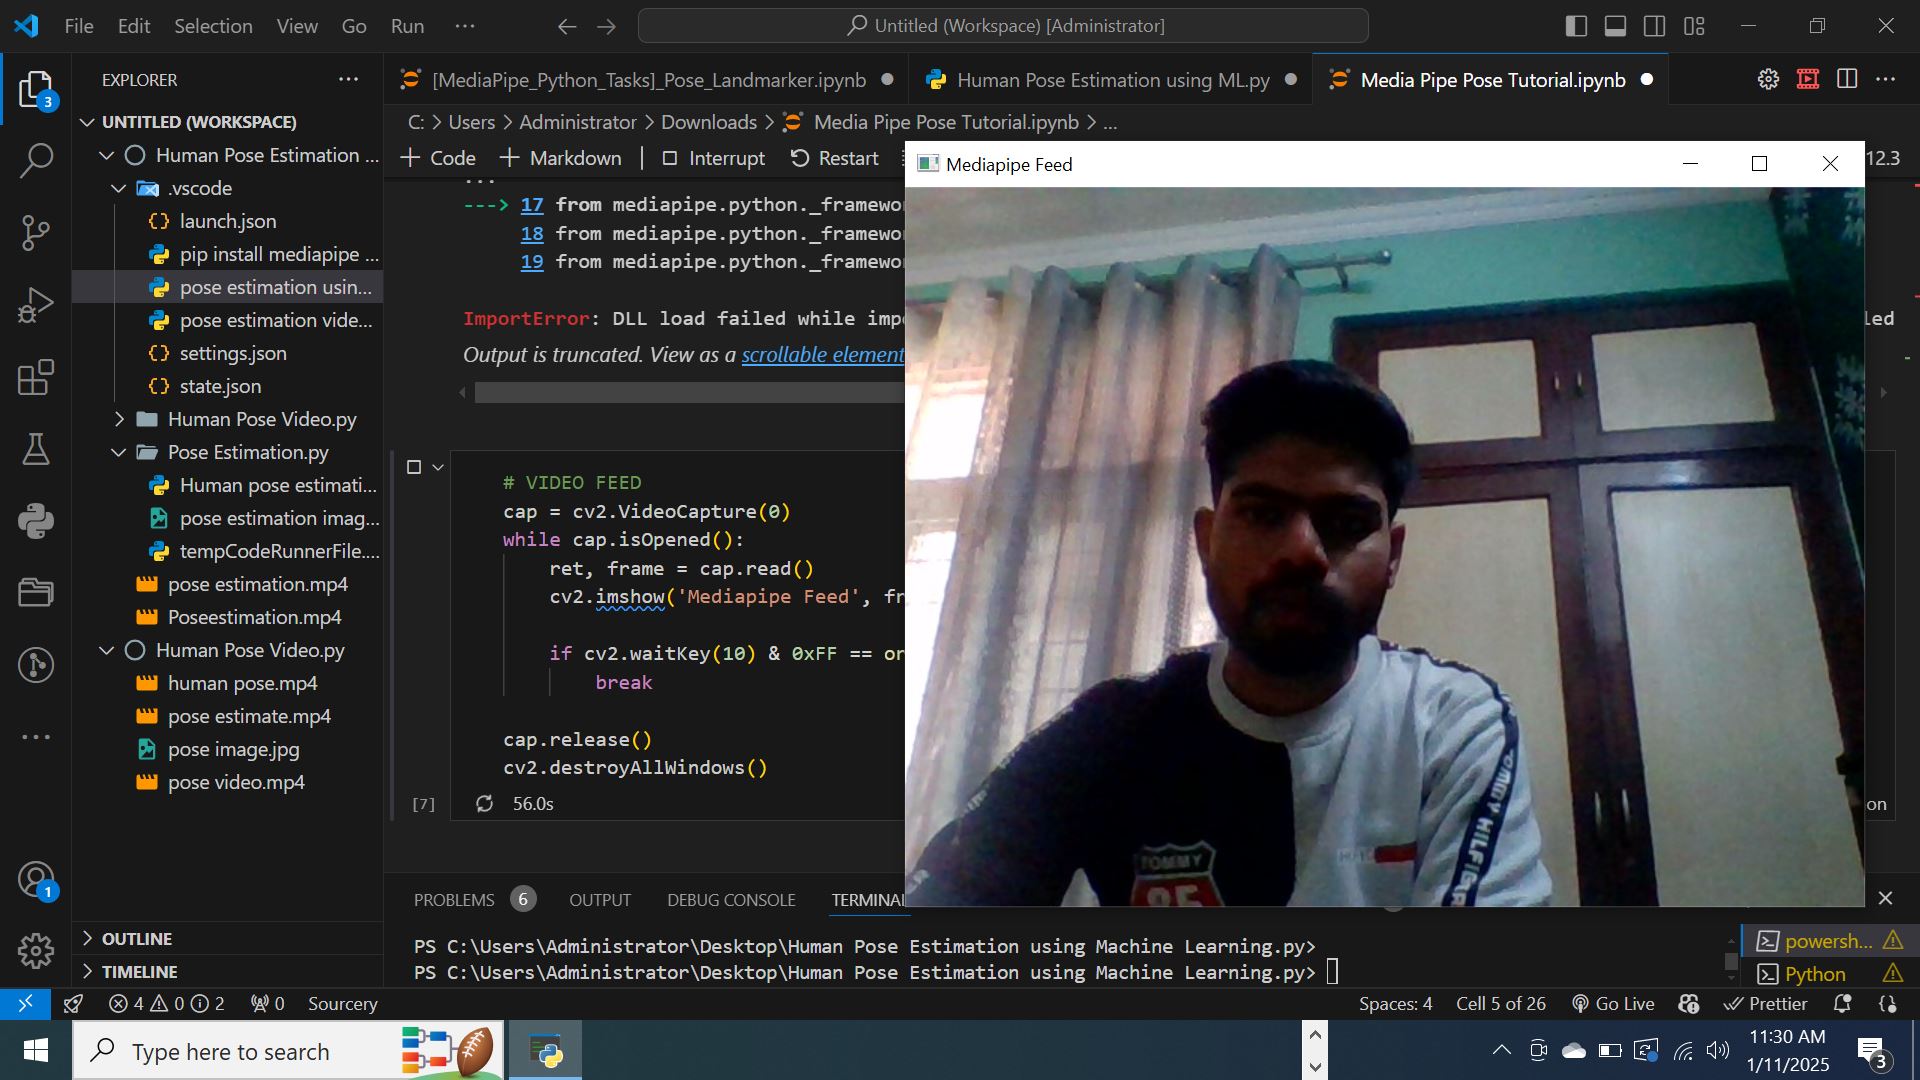 File Edit Selection View Go Run ...
Untitled (Workspace) [Administrator]
EXPLORER
3
UNTITLED (WORKSPACE)
Human Pose Estimation ...
.vscode
launch.json
pip install mediapipe ...
pose estimation usin...
pose estimation vide...
settings.json
state.json
Human Pose Video.py
Pose Estimation.py
Human pose estimati...
pose estimation imag...
tempCodeRunnerFile....
pose estimation.mp4
Poseestimation.mp4
Human Pose Video.py
human pose.mp4
pose estimate.mp4
pose image.jpg
pose video.mp4
1
OUTLINE
TIMELINE
[MediaPipe_Python_Tasks]_Pose_Landmarker.ipynb
Human Pose Estimation using ML.py
Media Pipe Pose Tutorial.ipynb
C: > Users > Administrator > Downloads > Media Pipe Pose Tutorial.ipynb > ...
+ Code + Markdown | Interrupt Restart
12.3
...
---> 17 from mediapipe.python._framewo
18 from mediapipe.python._framewo
19 from mediapipe.python._framewo
ImportError: DLL load failed while imp
led
Output is truncated. View as a scrollable element
# VIDEO FEED
cap = cv2.VideoCapture(0)
while cap.isOpened():
ret, frame = cap.read()
cv2.imshow('Mediapipe Feed', fr
if cv2.waitKey(10) & 0xFF == or
break
cap.release()
cv2.destroyAllWindows()
[7] 56.0s
on
Mediapipe Feed
TOMMY HILFIGER
TOMMY
85
PROBLEMS 6 OUTPUT DEBUG CONSOLE TERMINAL
PS C:\Users\Administrator\Desktop\Human Pose Estimation using Machine Learning.py>
PS C:\Users\Administrator\Desktop\Human Pose Estimation using Machine Learning.py>
powersh...
Python
4 0 2 0 Sourcery
Spaces: 4 Cell 5 of 26 Go Live Prettier {}
Type here to search
11:30 AM
1/11/2025
3